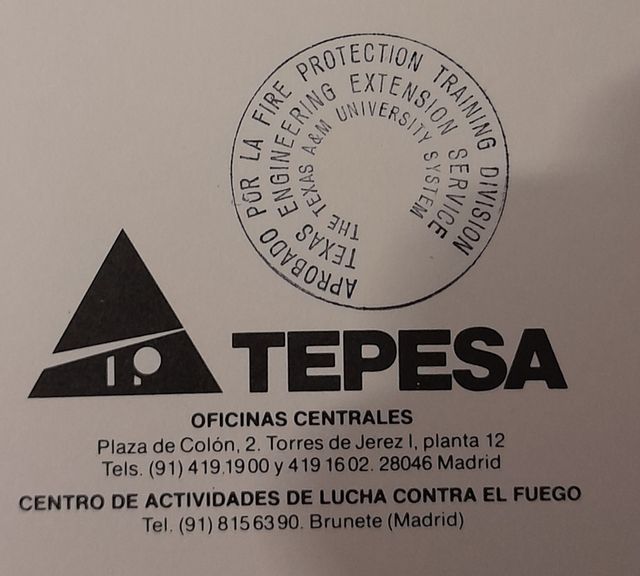 APROBADO POR LA FIRE PROTECTION TRAINING DIVISION
TEXAS ENGINEERING EXTENSION SERVICE
THE TEXAS A&M UNIVERSITY SYSTEM
TEPESA
OFICINAS CENTRALES
Plaza de Colón, 2. Torres de Jerez I, planta 12
Tels. (91) 419.19 00 y 419 16 02. 28046 Madrid
CENTRO DE ACTIVIDADES DE LUCHA CONTRA EL FUEGO
Tel. (91) 815 63 90. Brunete (Madrid)